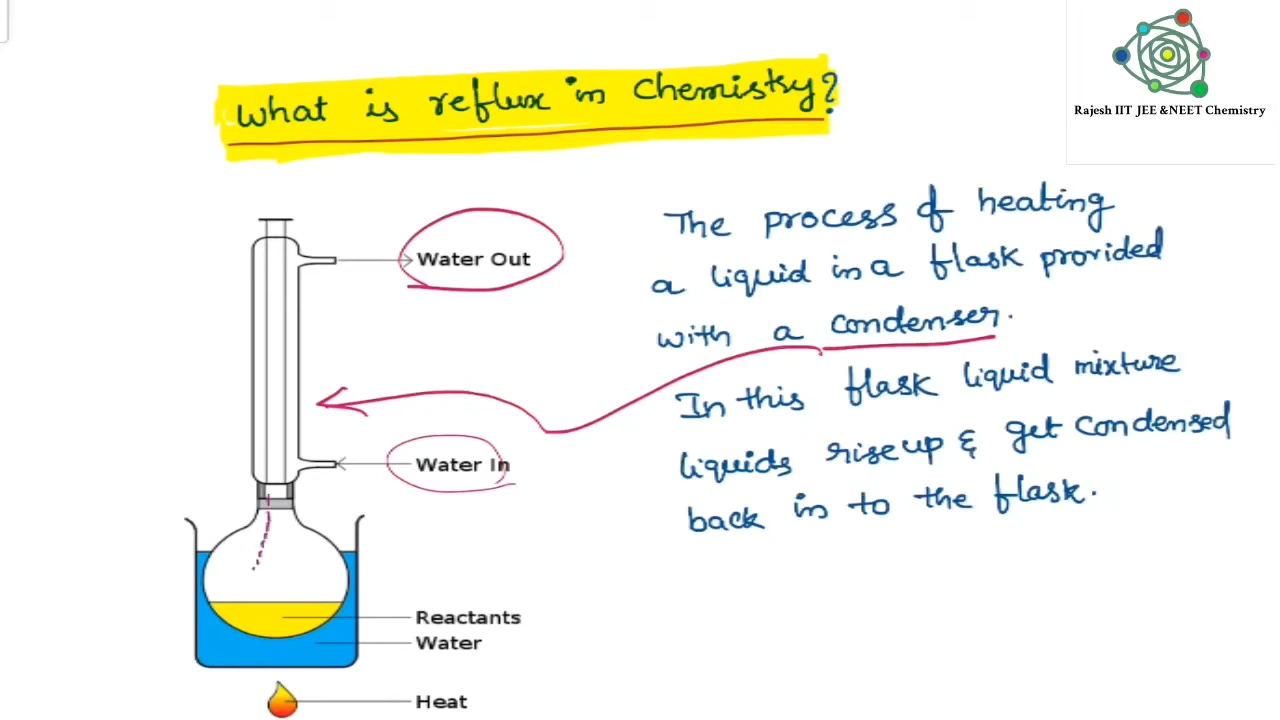 What is reflux in Chemistry?
Rajesh IIT JEE &NEET Chemistry
Water Out
Water In
Reactants
Water
Heat
The process of heating
a liquid in a flask provided
with a condenser.
In this flask liquid mixture
liquids rise up & get condensed
back in to the flask.